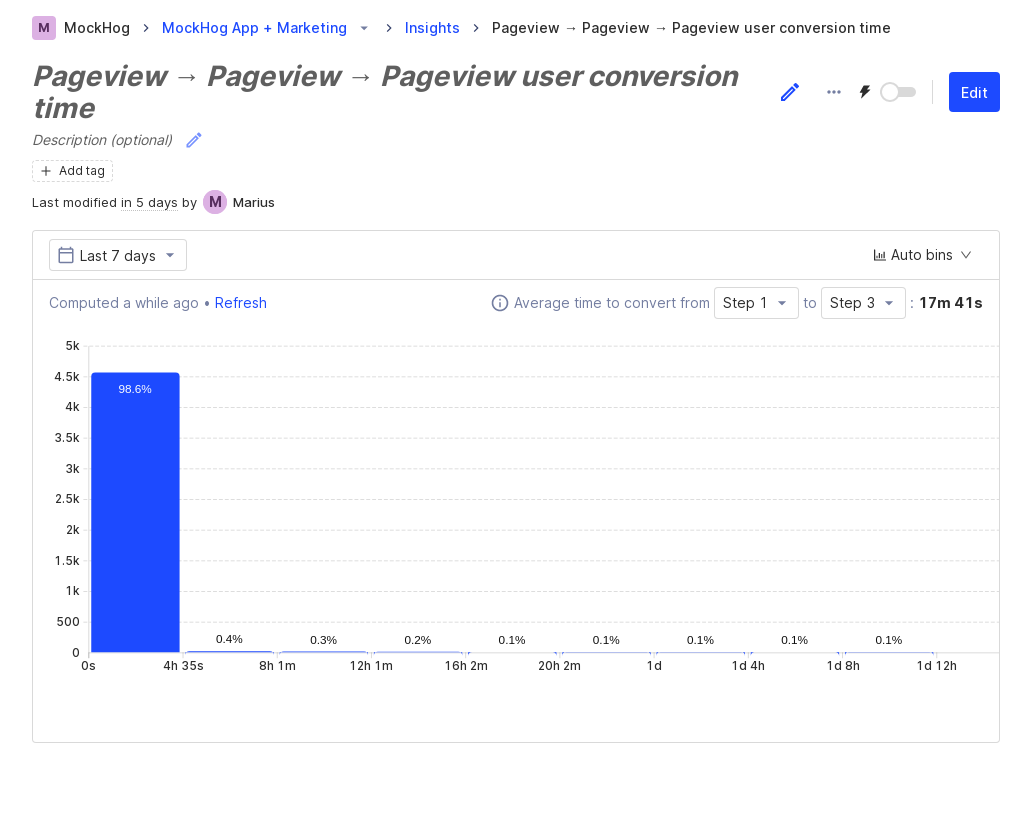 M MockHog > MockHog App + Marketing > Insights > Pageview → Pageview → Pageview user conversion time
Pageview → Pageview → Pageview user conversion
time
Edit
Description (optional)
+ Add tag
Last modified in 5 days by M Marius
Last 7 days
Auto bins
Computed a while ago • Refresh
Average time to convert from Step 1 to Step 3 : 17m 41s
5k
4.5k
4k
3.5k
3k
2.5k
2k
1.5k
1k
500
0
98.6% 0.4% 0.3% 0.2% 0.1% 0.1% 0.1% 0.1% 0.1%
0s 4h 35s 8h 1m 12h 1m 16h 2m 20h 2m 1d 1d 4h 1d 8h 1d 12h